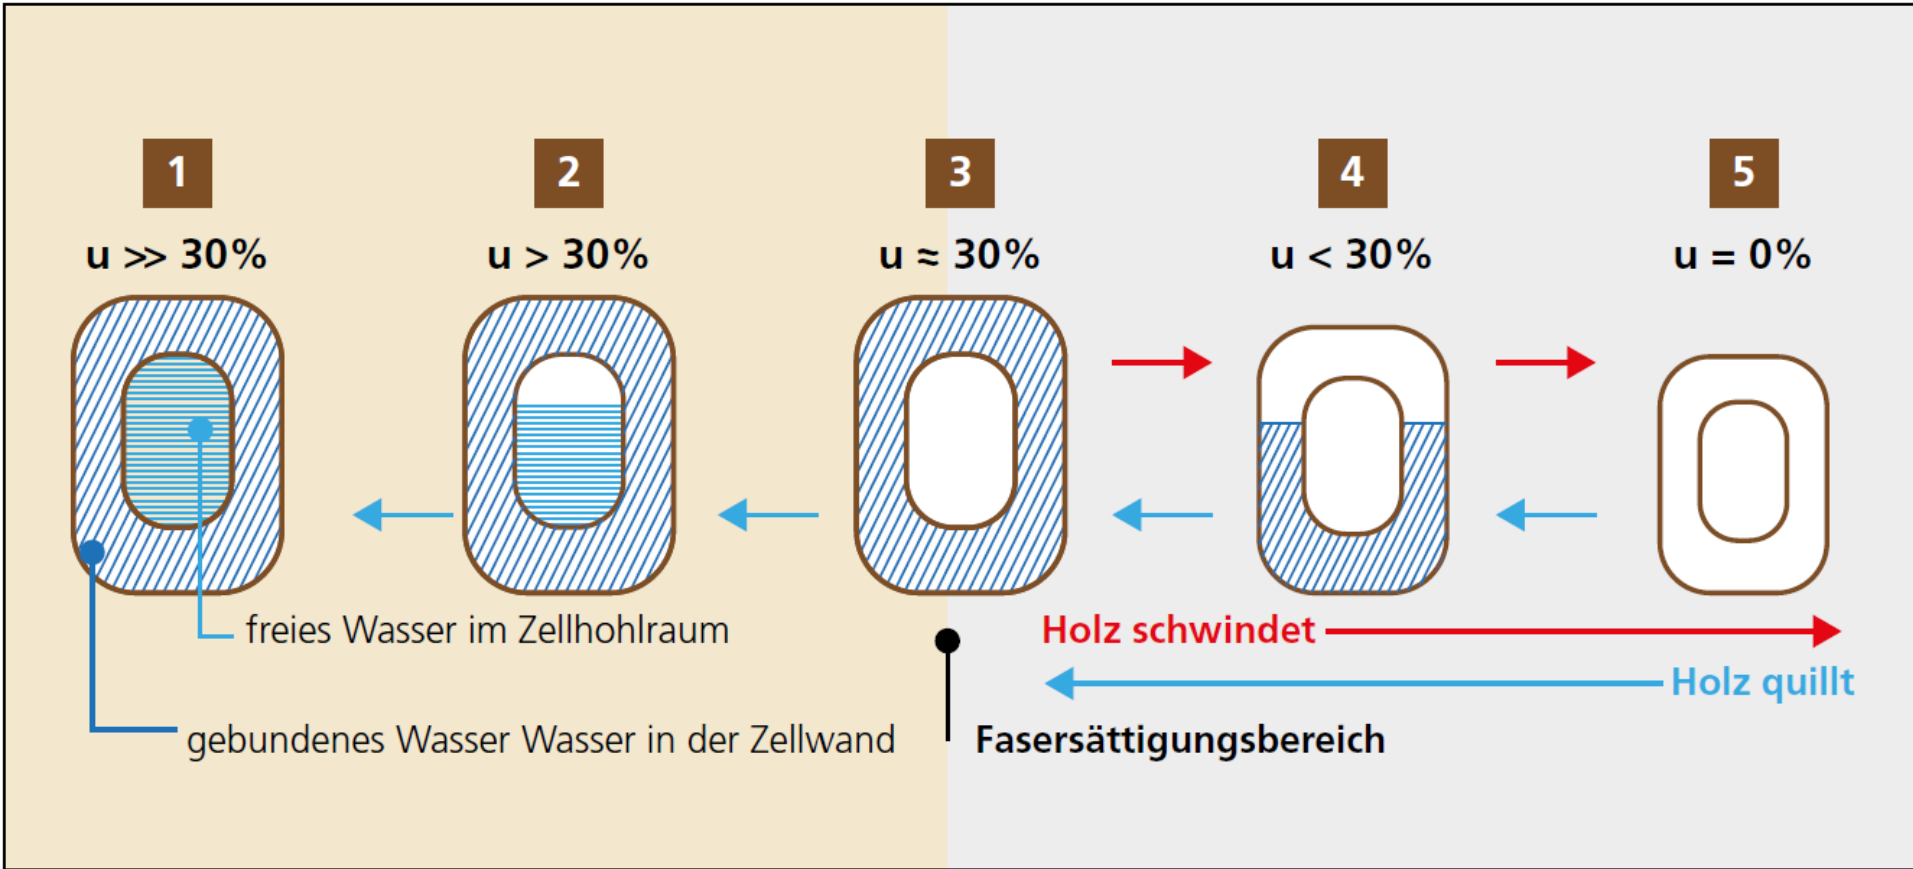 1
2
3
4
5
u >> 30%
u > 30%
u ≈ 30%
u < 30%
u = 0%
freies Wasser im Zellhohlraum
Holz schwindet
Holz quillt
gebundenes Wasser Wasser in der Zellwand
Fasersättigungsbereich